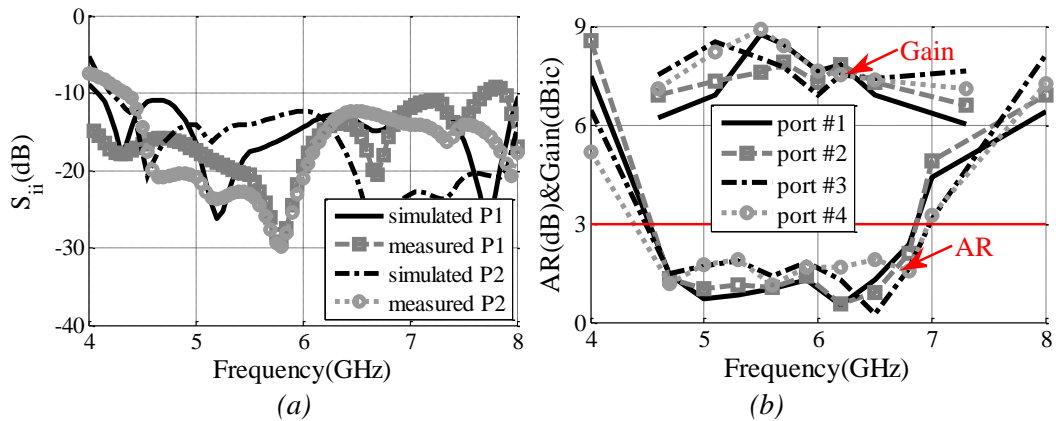 0
-10
-20
-30
-40
S_ii(dB)
simulated P1
measured P1
simulated P2
measured P2
4 5 6 7 8
Frequency(GHz)
(a)
9
6
3
0
AR(dB)&Gain(dBic)
Gain
port #1
port #2
port #3
port #4
AR
4 5 6 7 8
Frequency(GHz)
(b)